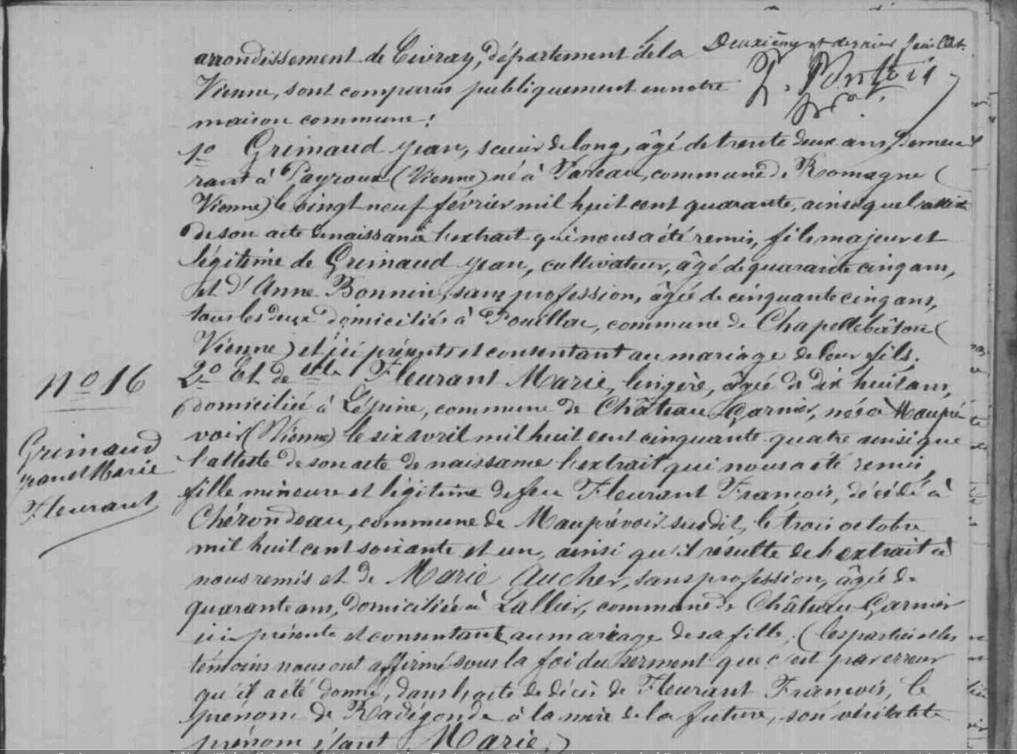 arrondissement de Civray, département de la
Vienne, sont comparus publiquement en notre
maison commune:
1o Grimaud Jean, scieur de long, âgé de trente deux ans, demeu
rant à Payroux (Vienne) né à, commune de Romagne (
Vienne) le vingt neuf février mil huit cent quarante, ainsi que l'atteste
de son acte de naissance l'extrait qui nous a été remis, fils majeur et
légitime de Grimaud Jean, cultivateur, âgé de quarante cinq ans,
et d'Anne Bonnin, sans profession, âgée de cinquante cinq ans,
tous les deux domiciliés à, commune de Chapelle bâton (
Vienne) et ici présents et consentant au mariage de leur fils.
2o Et de elle Fleurant Marie, lingère, âgée de dix huit ans,
domiciliée à Lépine, commune de Château Garnier, née à Maupré
voir (Vienne) le six avril mil huit cent cinquante quatre ainsi que
l'atteste de son acte de naissance l'extrait qui nous a été remis,
fille mineure et légitime de feu Fleurant François, décédé à
Chérondeau, commune de Mauprévoir susdit, le trois octobre
mil huit cent soixante et un, ainsi qu'il résulte de l'extrait à
nous remis et de Marie Aucher, sans profession, âgée de
quarante ans, domiciliée à Lallier, commune de Château Garnier
ici présente et consentant au mariage de sa fille. (les parties et les
témoins nous ont affirmé sous la foi du serment que c'est par erreur
qu'il a été donné, dans l'acte de décès de Fleurant François, le
prénom de Radégonde à la mère de la future, son véritable
prénom étant Marie.)
Deuxième et dernier feuillet.
no 16
Grimaud
Jean et Marie
Fleurant